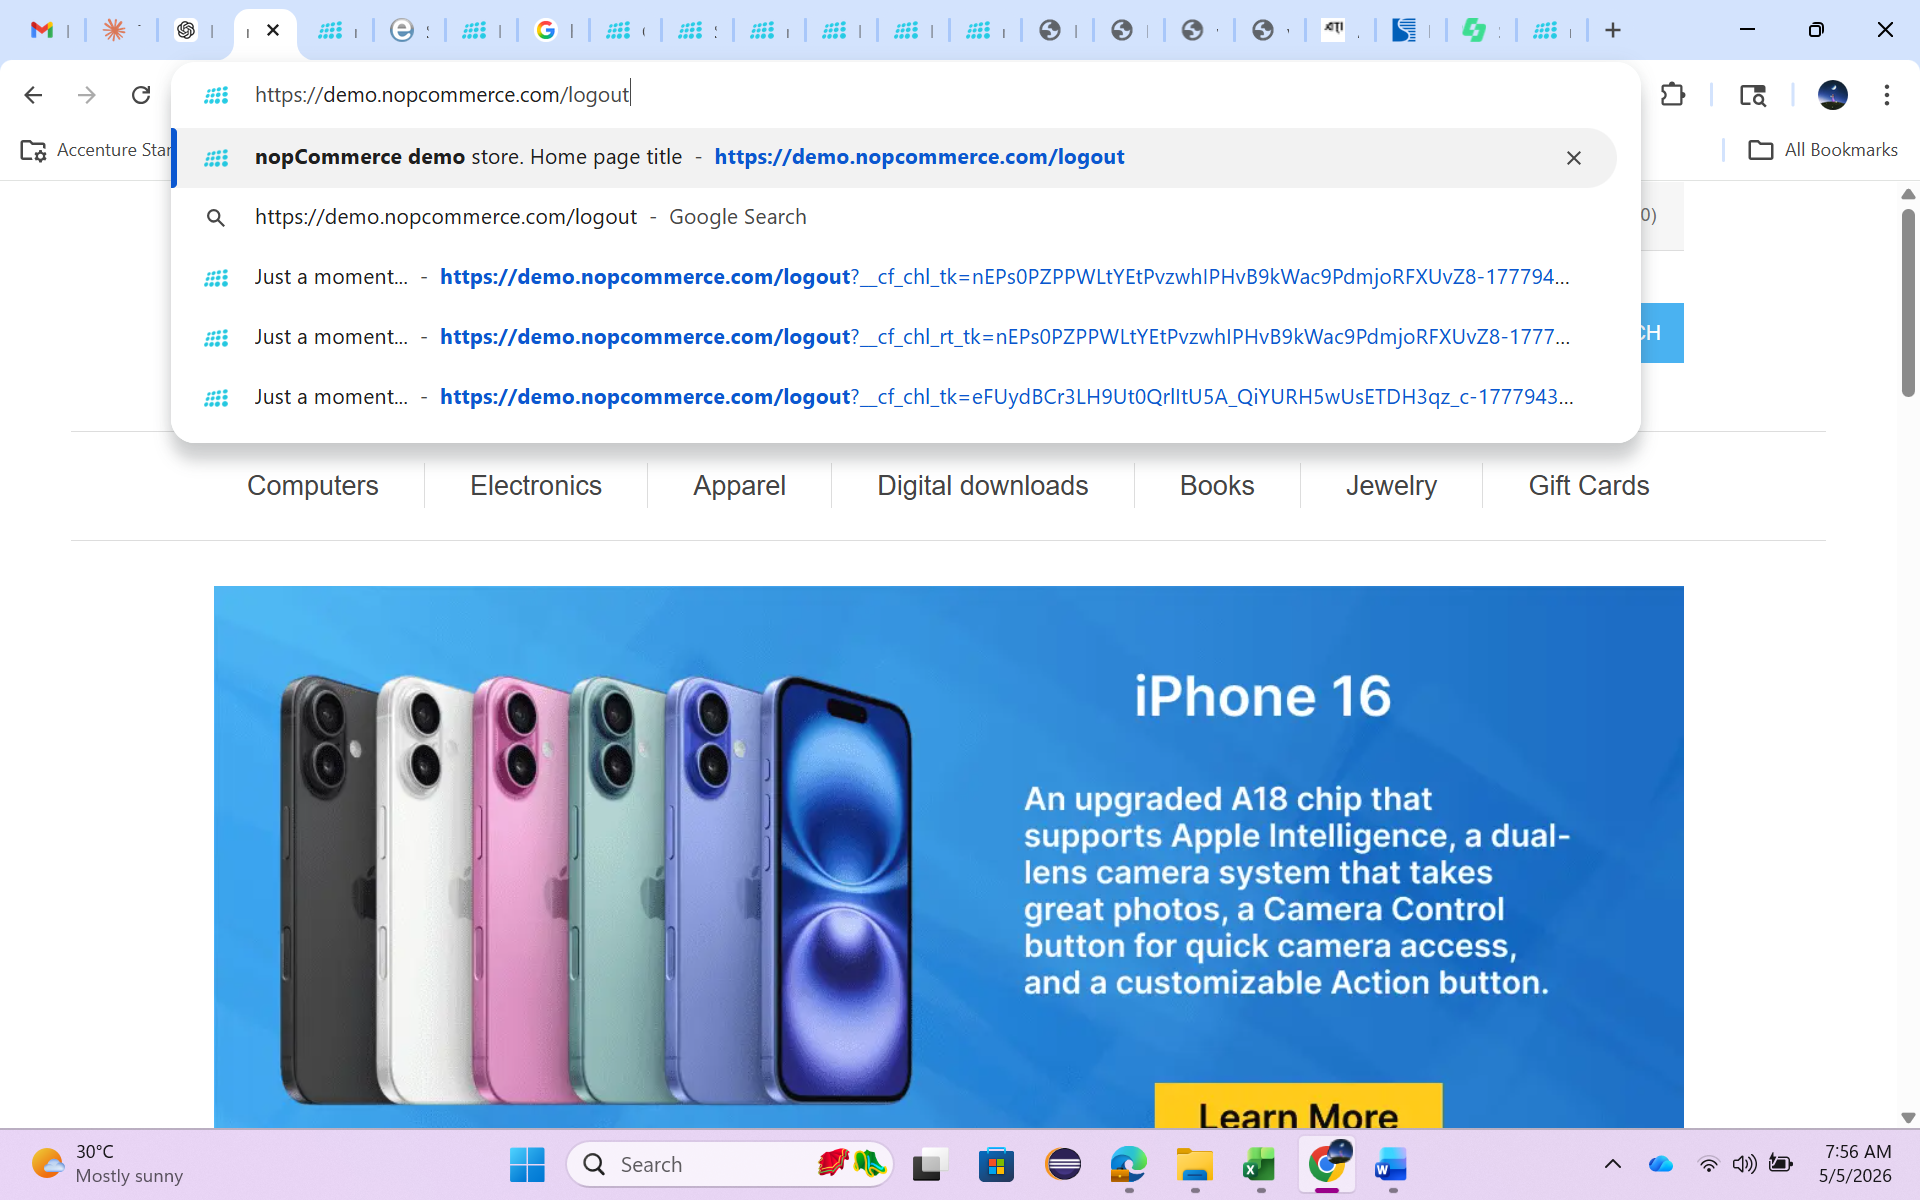 https://demo.nopcommerce.com/logout
Accenture Star
All Bookmarks
nopCommerce demo store. Home page title - https://demo.nopcommerce.com/logout
https://demo.nopcommerce.com/logout - Google Search
0)
Just a moment... - https://demo.nopcommerce.com/logout?__cf_chl_tk=nEPs0PZPPWLtYEtPvzwhIPHvB9kWac9PdmjoRFXUvZ8-177794...
Just a moment... - https://demo.nopcommerce.com/logout?__cf_chl_rt_tk=nEPs0PZPPWLtYEtPvzwhIPHvB9kWac9PdmjoRFXUvZ8-1777...
CH
Just a moment... - https://demo.nopcommerce.com/logout?__cf_chl_tk=eFUydBCr3LH9Ut0QrlItU5A_QiYURH5wUsETDH3qz_c-1777943...
Computers
Electronics
Apparel
Digital downloads
Books
Jewelry
Gift Cards
iPhone 16
An upgraded A18 chip that
supports Apple Intelligence, a dual-
lens camera system that takes
great photos, a Camera Control
button for quick camera access,
and a customizable Action button.
Learn More
30°C
Mostly sunny
Search
7:56 AM
5/5/2026